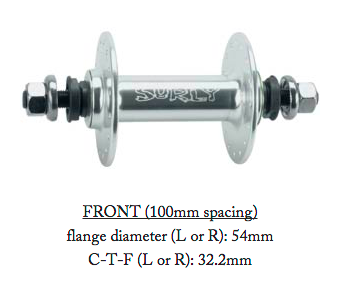 SURLY
FRONT (100mm spacing)
flange diameter (L or R): 54mm
C-T-F (L or R): 32.2mm